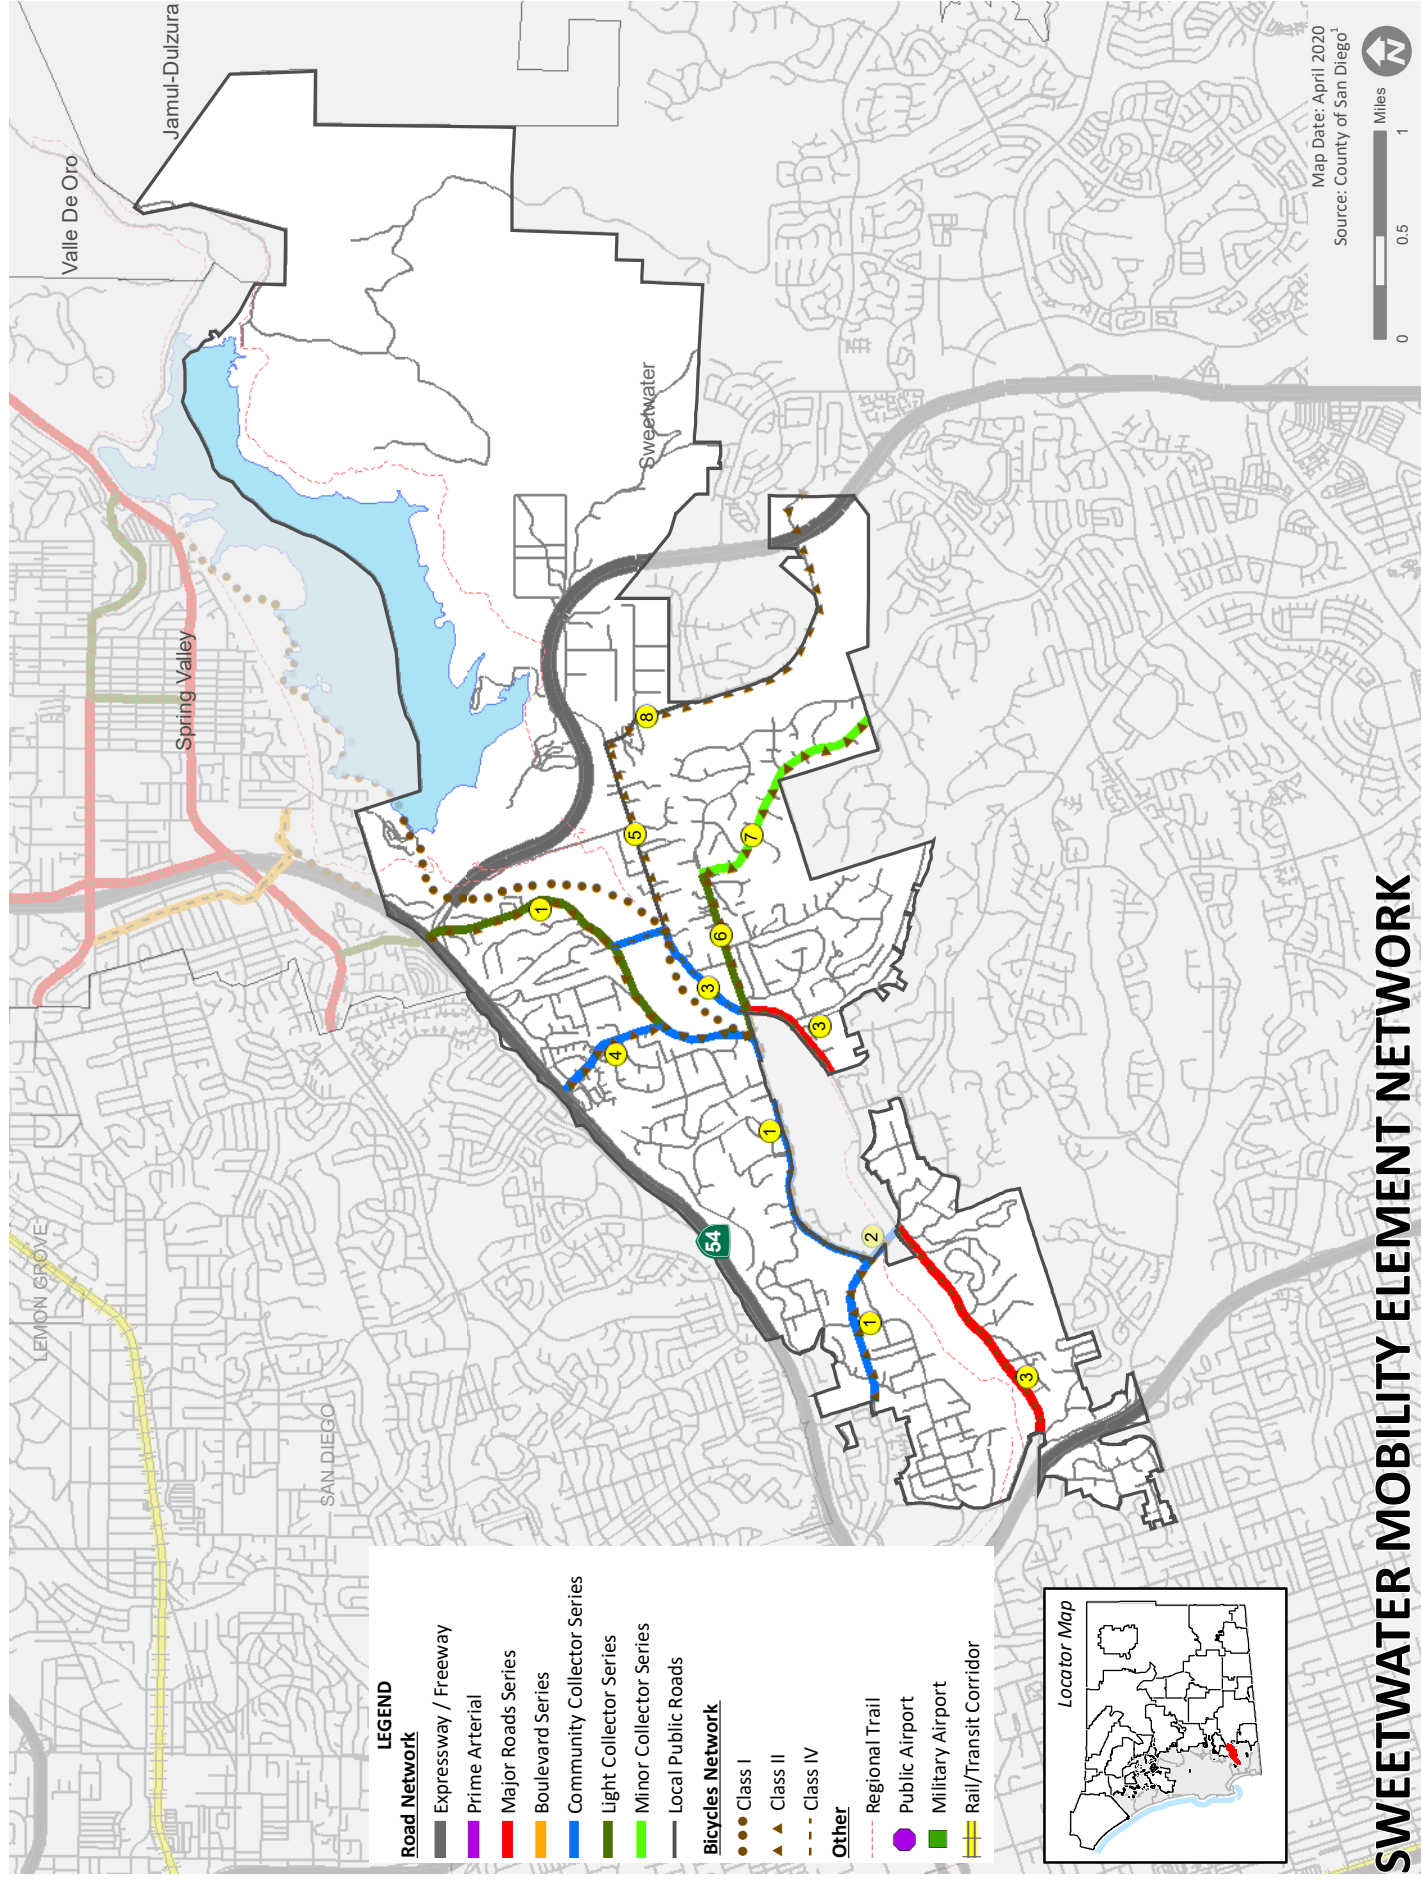 SWEETWATER MOBILITY ELEMENT NETWORK
LEGEND
Road Network
Expressway / Freeway
Prime Arterial
Major Roads Series
Boulevard Series
Community Collector Series
Light Collector Series
Minor Collector Series
Local Public Roads
Bicycles Network
Class I
Class II
Class IV
Other
Regional Trail
Public Airport
Military Airport
Rail/Transit Corridor
Locator Map
LEMON GROVE
SAN DIEGO
Spring Valley
Valle De Oro
Jamul-Dulzura
Sweetwater
54
1
4
1
1
2
3
3
3
5
6
7
8
Map Date: April 2020
Source: County of San Diego¹
0
0.5
1
Miles
N